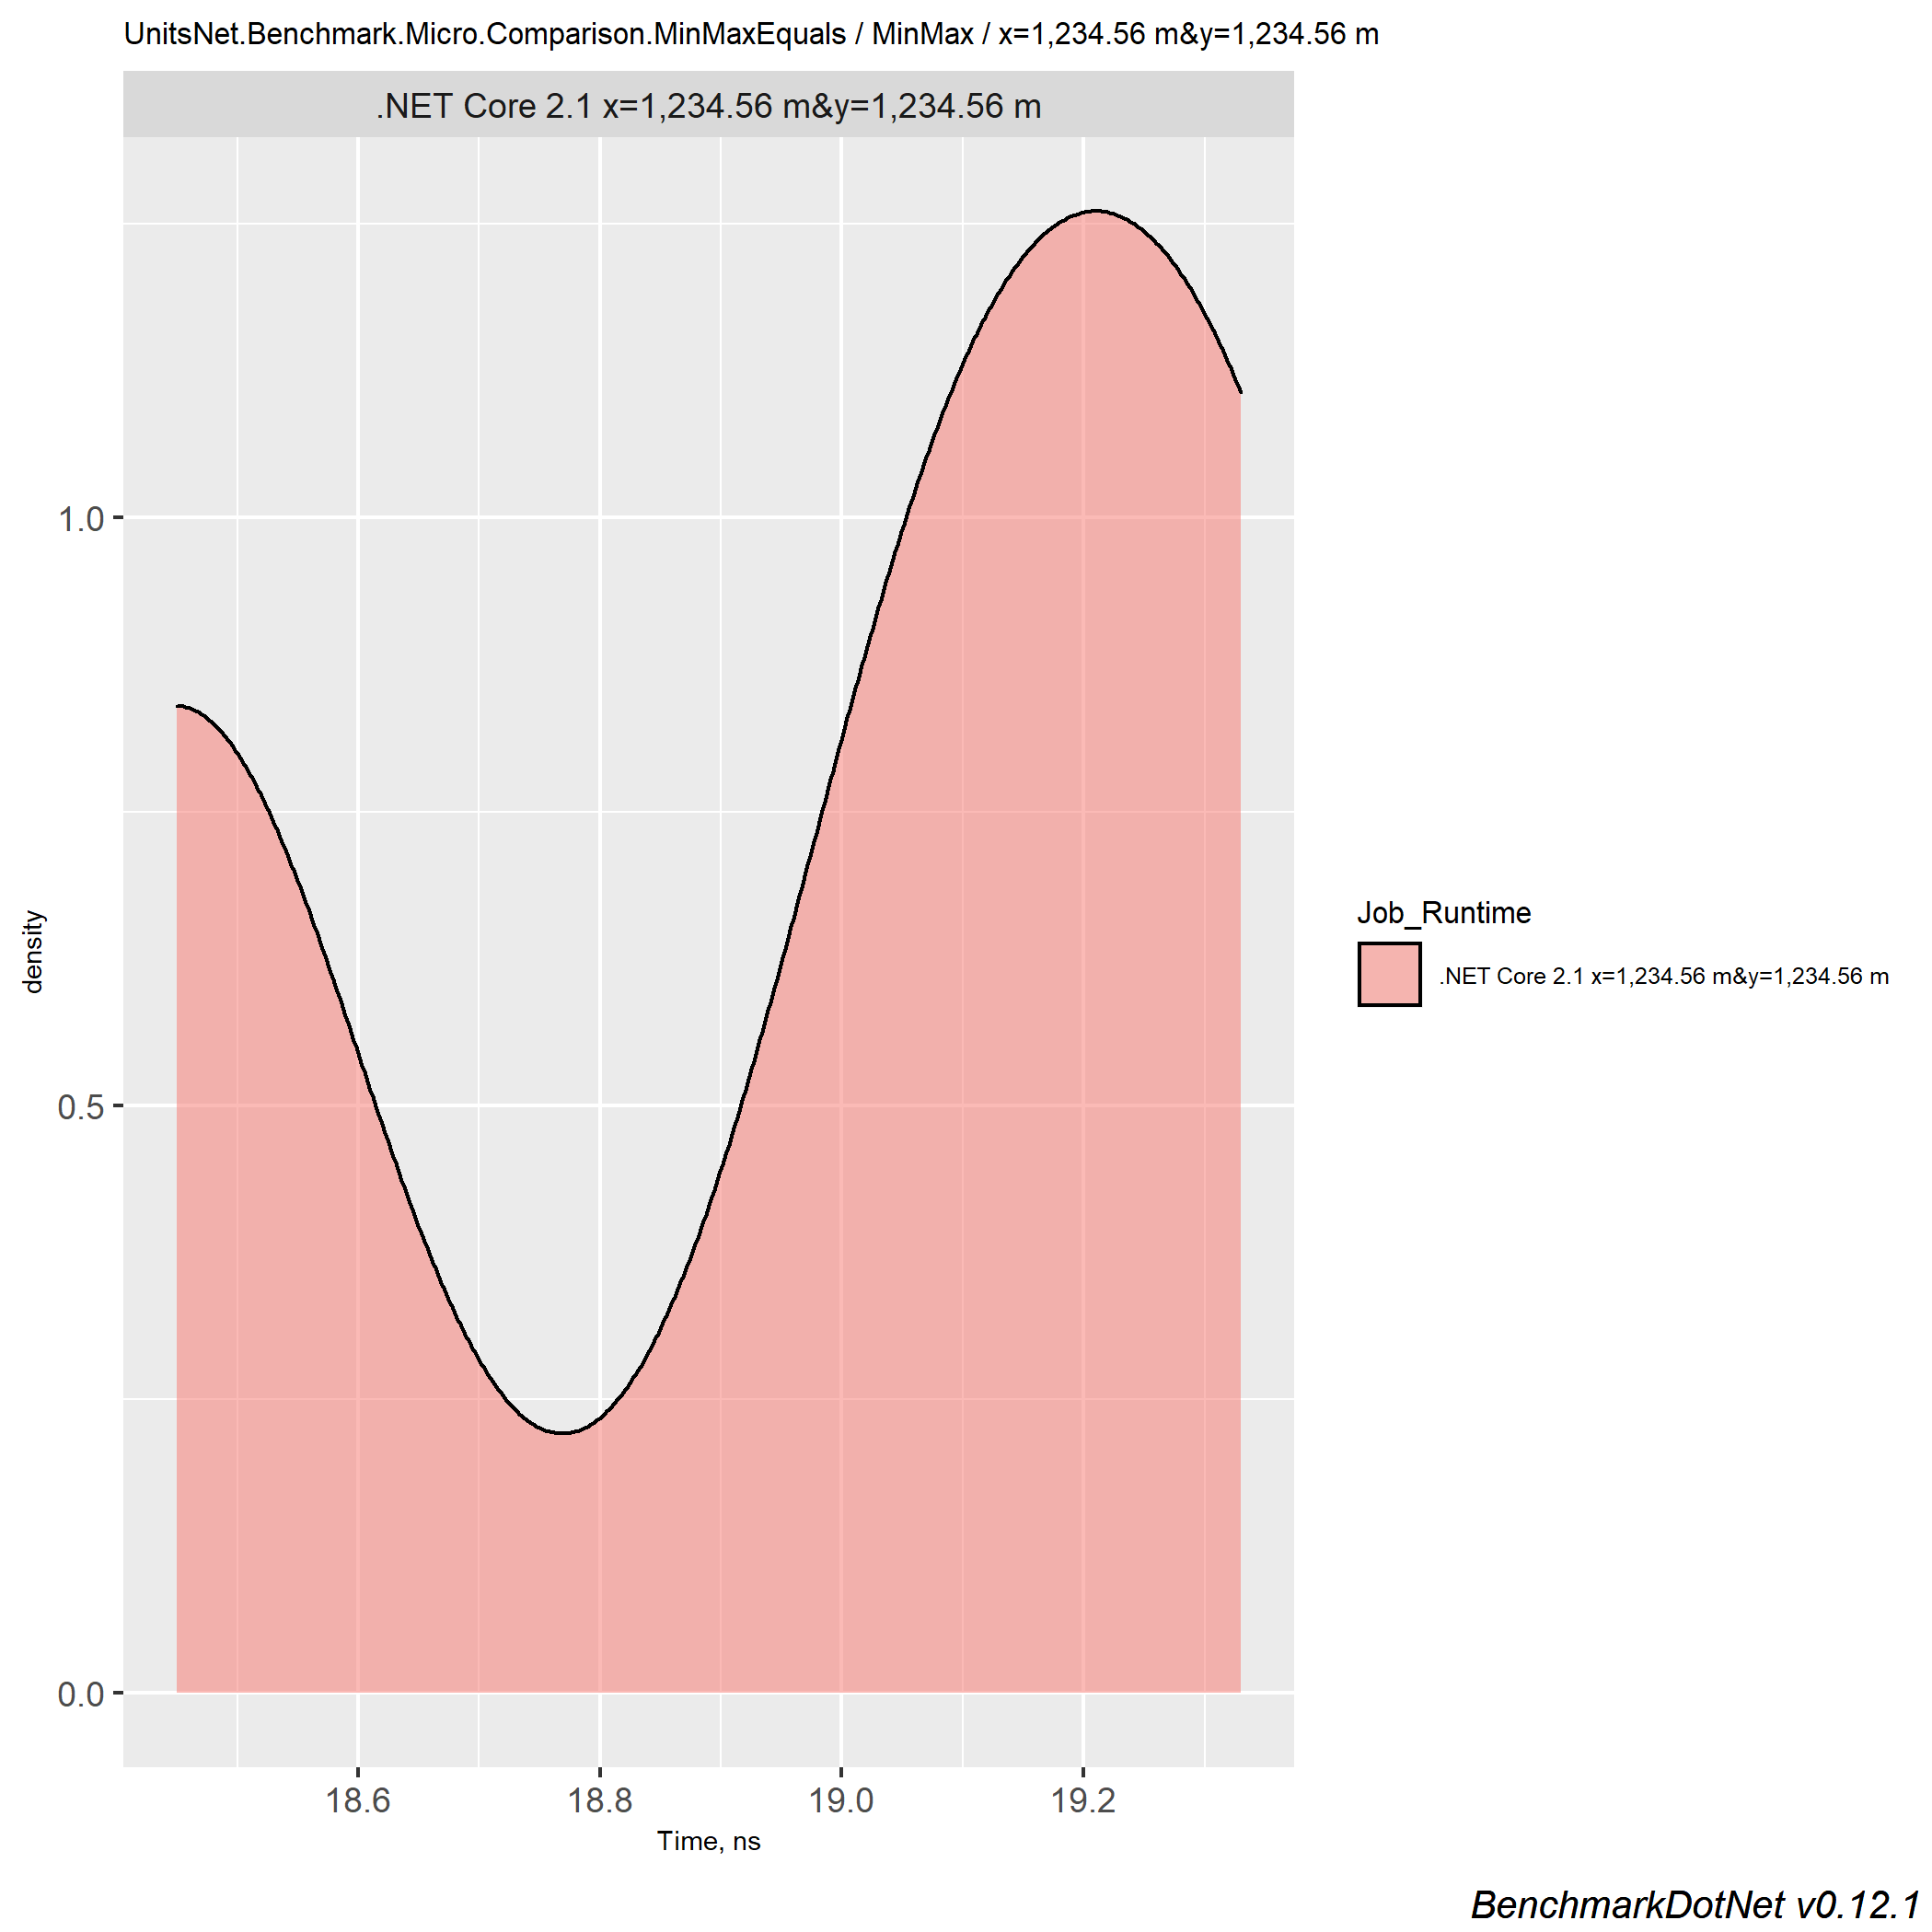 UnitsNet.Benchmark.Micro.Comparison.MinMaxEquals / MinMax / x=1,234.56 m&y=1,234.56 m
.NET Core 2.1 x=1,234.56 m&y=1,234.56 m
1.0
0.5
0.0
density
18.6 18.8 19.0 19.2
Time, ns
Job_Runtime
.NET Core 2.1 x=1,234.56 m&y=1,234.56 m
BenchmarkDotNet v0.12.1